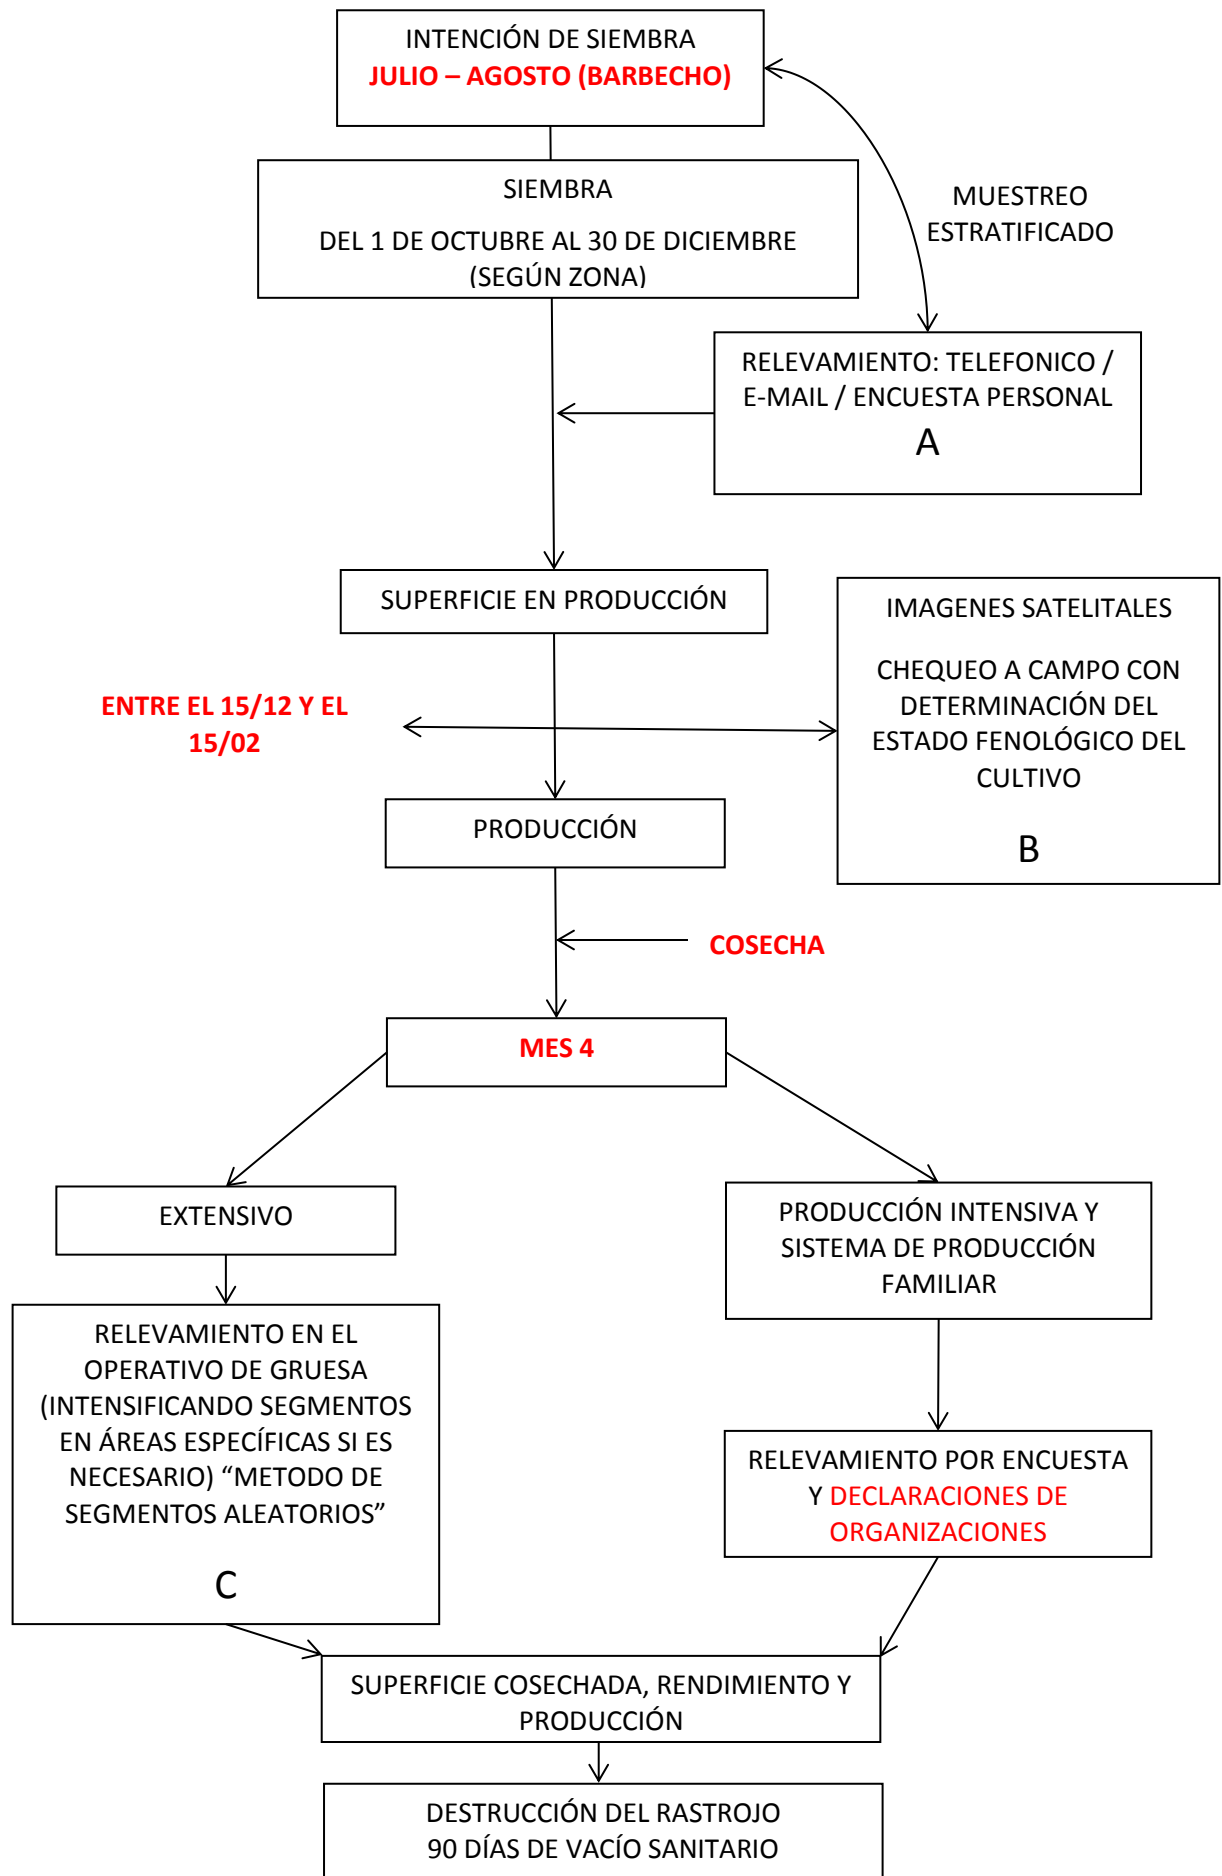 INTENCIÓN DE SIEMBRA
JULIO – AGOSTO (BARBECHO)
SIEMBRA
DEL 1 DE OCTUBRE AL 30 DE DICIEMBRE
(SEGÚN ZONA)
MUESTREO
ESTRATIFICADO
RELEVAMIENTO: TELEFONICO /
E-MAIL / ENCUESTA PERSONAL
A
SUPERFICIE EN PRODUCCIÓN
IMAGENES SATELITALES
CHEQUEO A CAMPO CON
DETERMINACIÓN DEL
ESTADO FENOLÓGICO DEL
CULTIVO
B
ENTRE EL 15/12 Y EL
15/02
PRODUCCIÓN
COSECHA
MES 4
EXTENSIVO
RELEVAMIENTO EN EL
OPERATIVO DE GRUESA
(INTENSIFICANDO SEGMENTOS
EN ÁREAS ESPECÍFICAS SI ES
NECESARIO) “METODO DE
SEGMENTOS ALEATORIOS”
C
PRODUCCIÓN INTENSIVA Y
SISTEMA DE PRODUCCIÓN
FAMILIAR
RELEVAMIENTO POR ENCUESTA
Y DECLARACIONES DE
ORGANIZACIONES
SUPERFICIE COSECHADA, RENDIMIENTO Y
PRODUCCIÓN
DESTRUCCIÓN DEL RASTROJO
90 DÍAS DE VACÍO SANITARIO